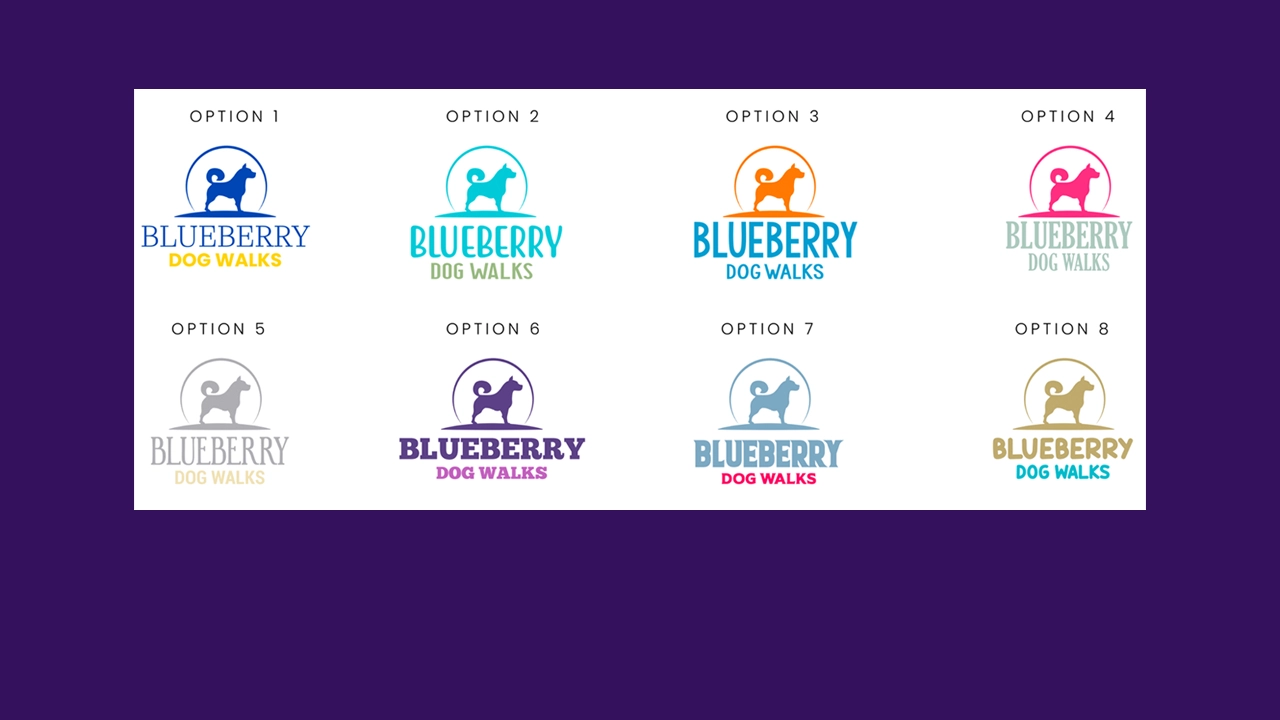 OPTION 1
OPTION 2
OPTION 3
OPTION 4
BLUEBERRY
DOG WALKS
BLUEBERRY
DOG WALKS
BLUEBERRY
DOG WALKS
BLUEBERRY
DOG WALKS
OPTION 5
OPTION 6
OPTION 7
OPTION 8
BLUEBERRY
DOG WALKS
BLUEBERRY
DOG WALKS
BLUEBERRY
DOG WALKS
BLUEBERRY
DOG WALKS